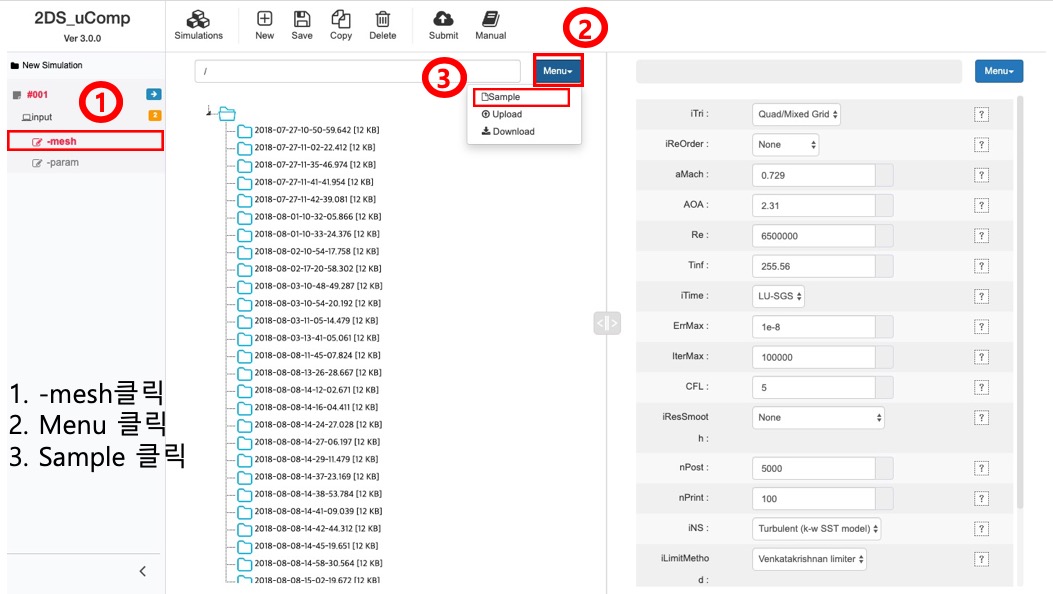 2DS_uComp
Ver 3.0.0
Simulations
New
Save
Copy
Delete
Submit
Manual
2
New Simulation
#001
1
input
2
-mesh
-param
/
3
Menu
Sample
Upload
Download
2018-07-27-10-50-59.642 [12 KB]
2018-07-27-11-02-22.412 [12 KB]
2018-07-27-11-35-46.974 [12 KB]
2018-07-27-11-41-41.954 [12 KB]
2018-07-27-11-42-39.081 [12 KB]
2018-08-01-10-32-05.866 [12 KB]
2018-08-01-10-33-24.376 [12 KB]
2018-08-02-10-54-17.758 [12 KB]
2018-08-02-17-20-58.302 [12 KB]
2018-08-03-10-48-49.287 [12 KB]
2018-08-03-10-54-20.192 [12 KB]
2018-08-03-11-05-14.479 [12 KB]
2018-08-03-13-41-05.061 [12 KB]
2018-08-08-11-45-07.824 [12 KB]
2018-08-08-13-26-28.667 [12 KB]
2018-08-08-14-12-02.671 [12 KB]
2018-08-08-14-16-04.411 [12 KB]
2018-08-08-14-24-27.028 [12 KB]
2018-08-08-14-27-06.197 [12 KB]
2018-08-08-14-29-11.479 [12 KB]
2018-08-08-14-37-23.169 [12 KB]
2018-08-08-14-38-53.784 [12 KB]
2018-08-08-14-41-09.039 [12 KB]
2018-08-08-14-42-44.312 [12 KB]
2018-08-08-14-45-19.651 [12 KB]
2018-08-08-14-58-30.564 [12 KB]
2018-08-08-15-02-19.672 [12 KB]
1. -mesh클릭
2. Menu 클릭
3. Sample 클릭
Menu
iTri : Quad/Mixed Grid ?
iReOrder : None ?
aMach : 0.729 ?
AOA : 2.31 ?
Re : 6500000 ?
Tinf : 255.56 ?
iTime : LU-SGS ?
ErrMax : 1e-8 ?
IterMax : 100000 ?
CFL : 5 ?
iResSmoot None ?
h :
nPost : 5000 ?
nPrint : 100 ?
iNS : Turbulent (k-w SST model) ?
iLimitMetho Venkatakrishnan limiter ?
d :